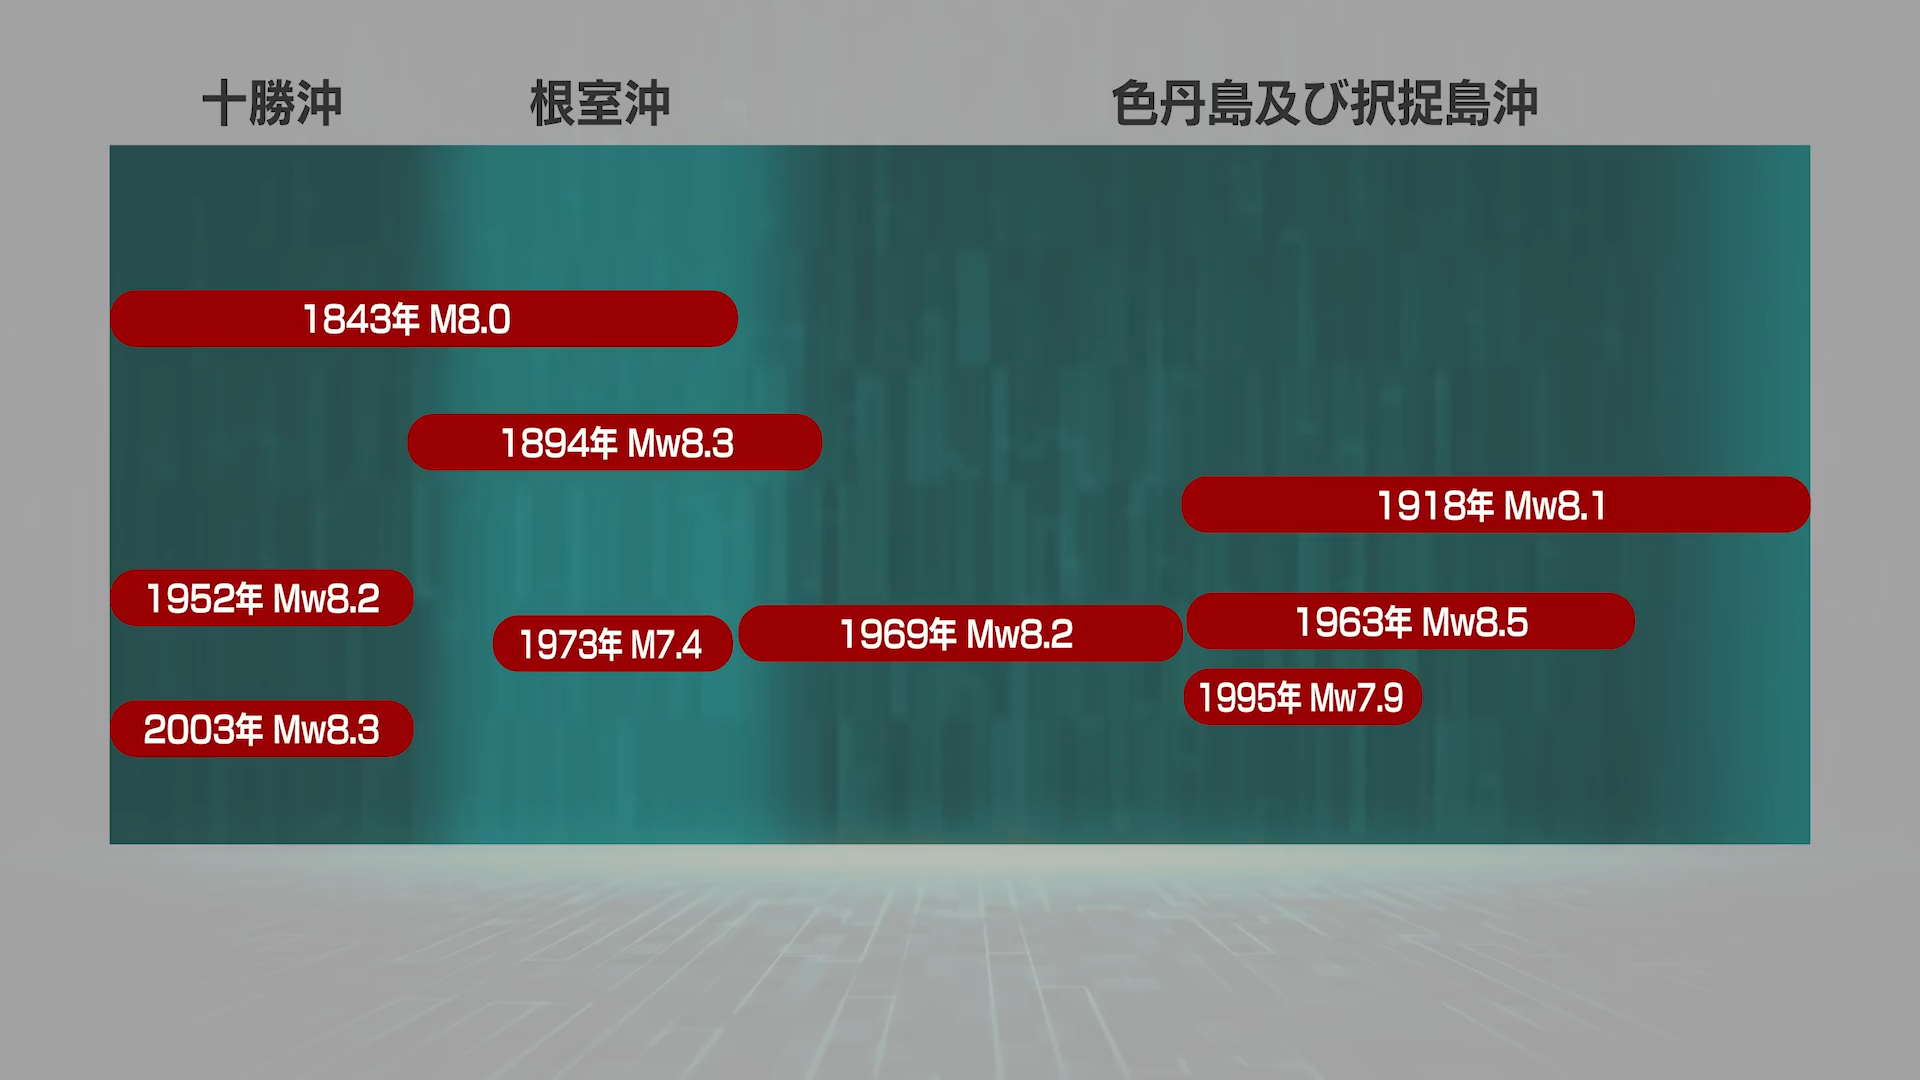 十勝沖
根室沖
色丹島及び択捉島沖
1843年 M8.0
1894年 Mw8.3
1918年 Mw8.1
1952年 Mw8.2
1973年 M7.4
1969年 Mw8.2
1963年 Mw8.5
1995年 Mw7.9
2003年 Mw8.3